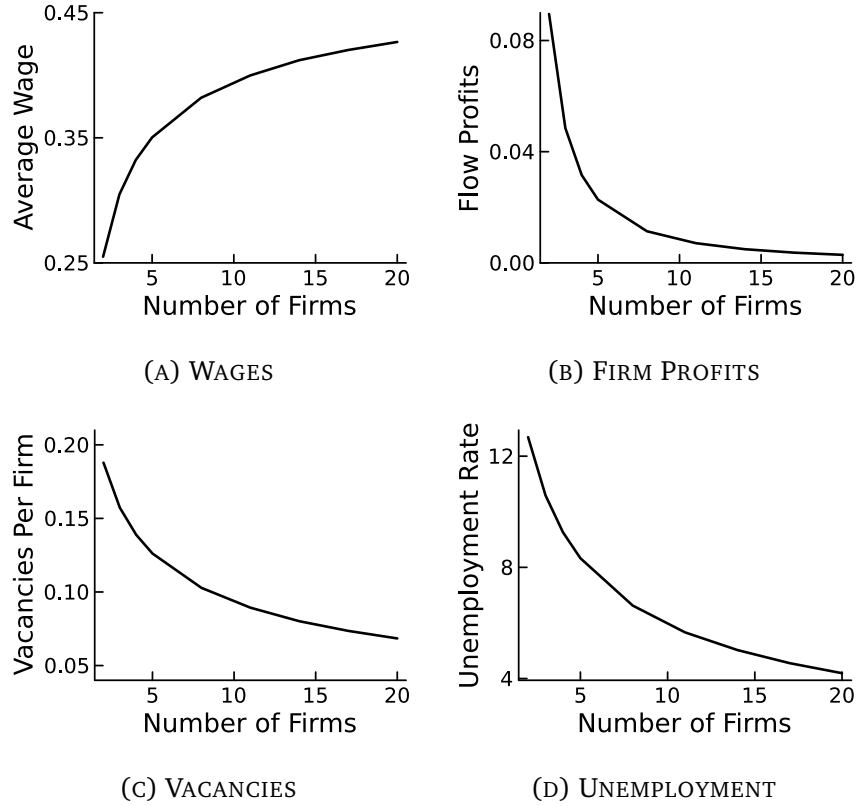 0.45
0.35
0.25
Average Wage
5 10 15 20
Number of Firms
(A) WAGES
0.08
0.04
0.00
Flow Profits
5 10 15 20
Number of Firms
(B) FIRM PROFITS
0.20
0.15
0.10
0.05
Vacancies Per Firm
5 10 15 20
Number of Firms
(C) VACANCIES
12
8
4
Unemployment Rate
5 10 15 20
Number of Firms
(D) UNEMPLOYMENT